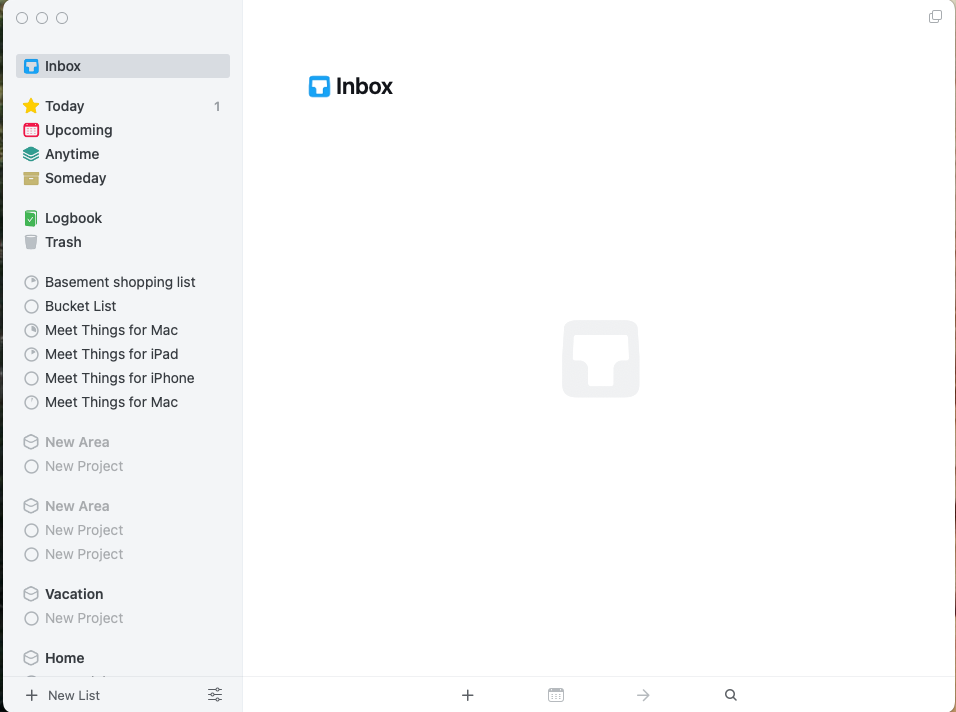 Inbox
Today 1
Upcoming
Anytime
Someday
Logbook
Trash
Basement shopping list
Bucket List
Meet Things for Mac
Meet Things for iPad
Meet Things for iPhone
Meet Things for Mac
New Area
New Project
New Area
New Project
New Project
Vacation
New Project
Home
New List
Inbox